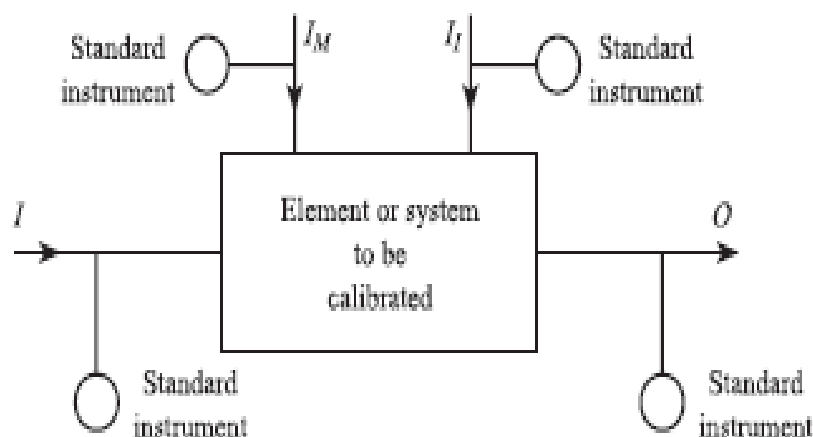 Standard
instrument
I_M
I_I
Standard
instrument
I
Element or system
to be
calibrated
O
Standard
instrument
Standard
instrument